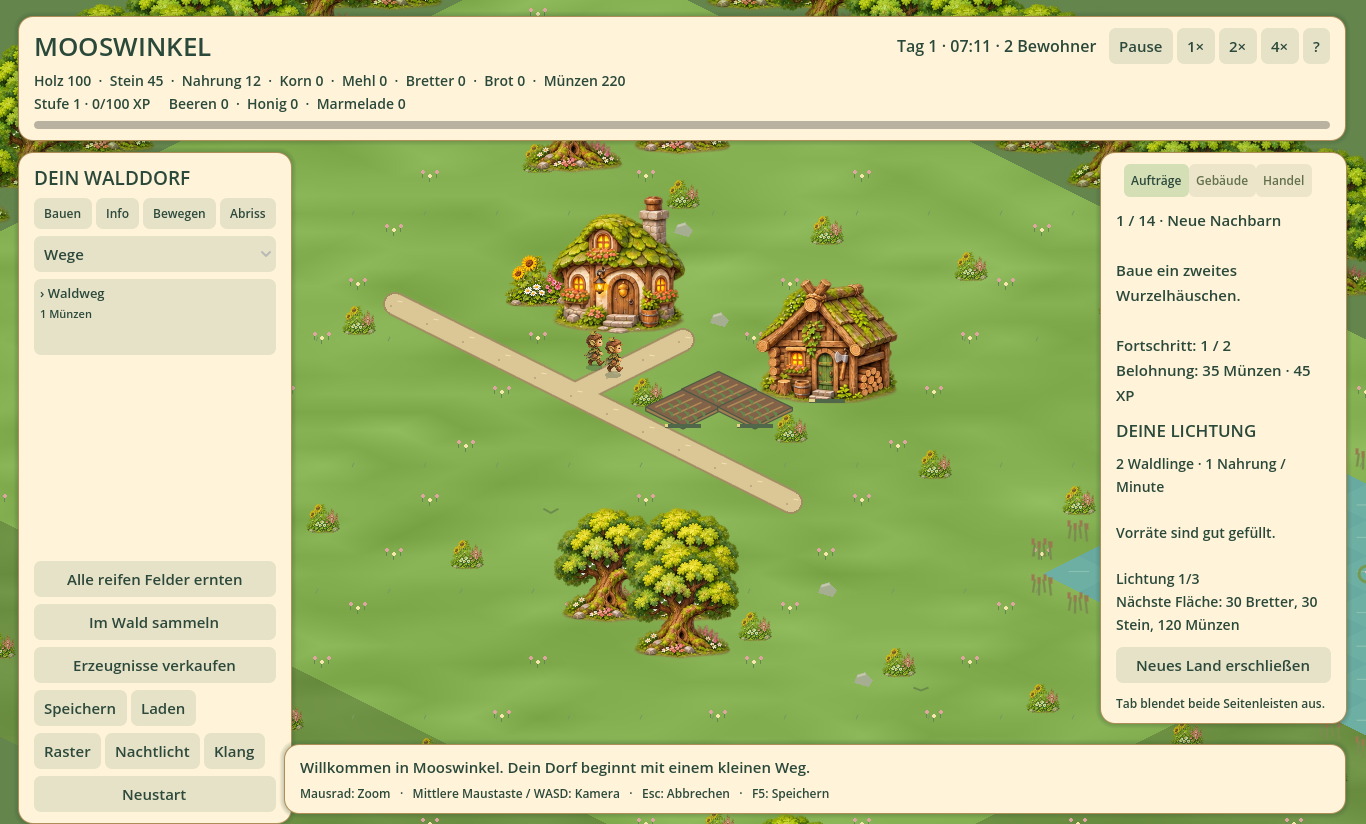 MOOSWINKEL
Tag 1 · 07:11 · 2 Bewohner
Pause
1×
2×
4×
?
Holz 100 · Stein 45 · Nahrung 12 · Korn 0 · Mehl 0 · Bretter 0 · Brot 0 · Münzen 220
Stufe 1 · 0/100 XP Beeren 0 · Honig 0 · Marmelade 0
DEIN WALDDORF
Bauen
Info
Bewegen
Abriss
Wege
› Waldweg
1 Münzen
Alle reifen Felder ernten
Im Wald sammeln
Erzeugnisse verkaufen
Speichern
Laden
Raster
Nachtlicht
Klang
Neustart
Aufträge
Gebäude
Handel
1 / 14 · Neue Nachbarn
Baue ein zweites
Wurzelhäuschen.
Fortschritt: 1 / 2
Belohnung: 35 Münzen · 45
XP
DEINE LICHTUNG
2 Waldlinge · 1 Nahrung /
Minute
Vorräte sind gut gefüllt.
Lichtung 1/3
Nächste Fläche: 30 Bretter, 30
Stein, 120 Münzen
Neues Land erschließen
Tab blendet beide Seitenleisten aus.
Willkommen in Mooswinkel. Dein Dorf beginnt mit einem kleinen Weg.
Mausrad: Zoom · Mittlere Maustaste / WASD: Kamera · Esc: Abbrechen · F5: Speichern